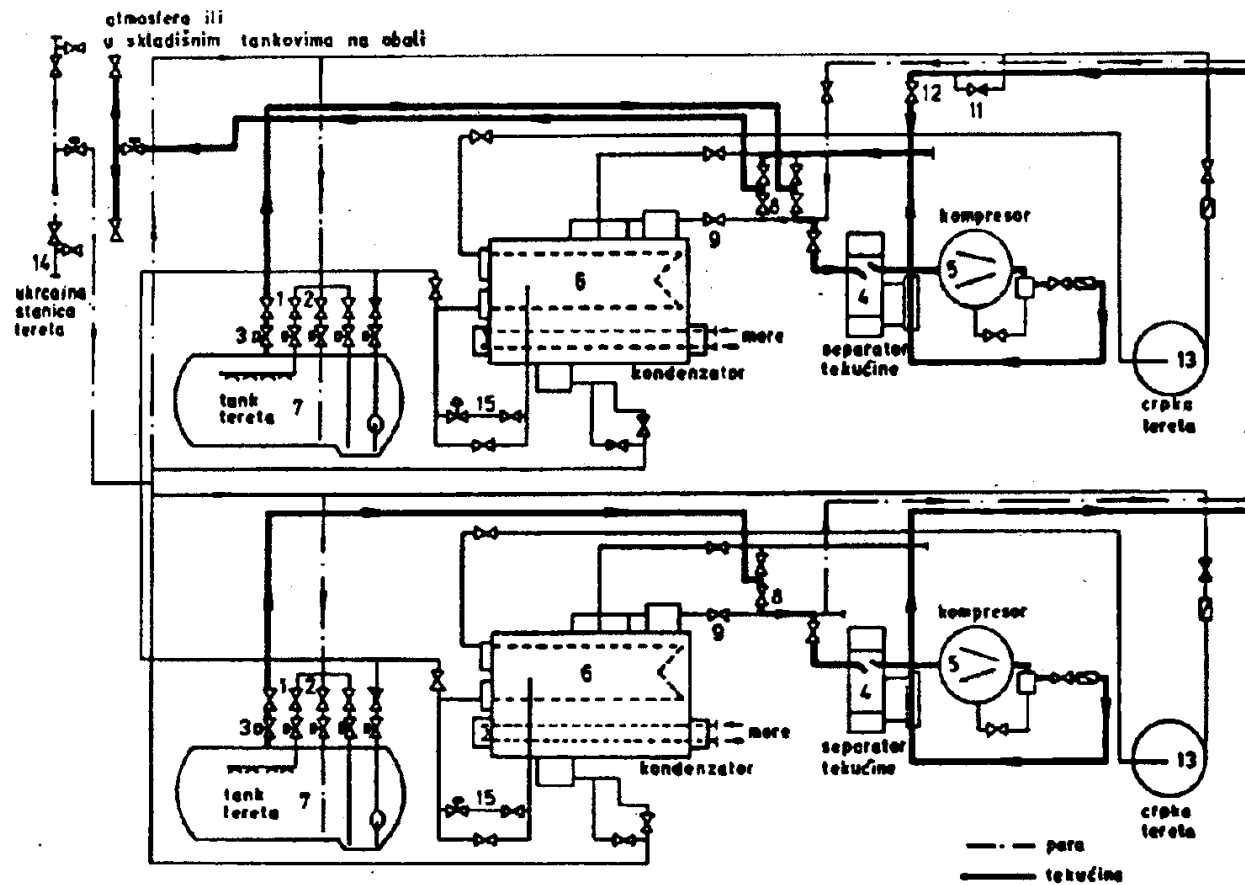 atmosfera ili
u skladišnim tankovima na obali
12
11
8
9
kompresor
14
ukrcajna
stanica
tereta
6
5
4
1
2
3
more
separator
tekućine
kondenzator
13
tank
tereta
7
15
crpka
tereta
8
9
kompresor
6
5
4
1
2
3
more
separator
tekućine
kondenzator
13
tank
tereta
7
15
crpka
tereta
para
tekućina